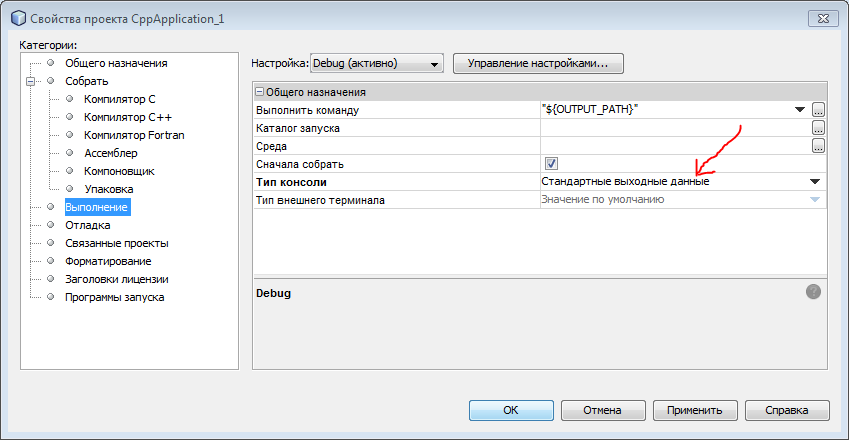 Свойства проекта CppApplication_1
Категории:
Общего назначения
Собрать
Компилятор C
Компилятор C++
Компилятор Fortran
Ассемблер
Компоновщик
Упаковка
Выполнение
Отладка
Связанные проекты
Форматирование
Заголовки лицензии
Программы запуска
Настройка: Debug (активно) Управление настройками...
Общего назначения
Выполнить команду "${OUTPUT_PATH}" ...
Каталог запуска ...
Среда ...
Сначала собрать
Тип консоли Стандартные выходные данные
Тип внешнего терминала Значение по умолчанию
Debug ?
OK Отмена Применить Справка